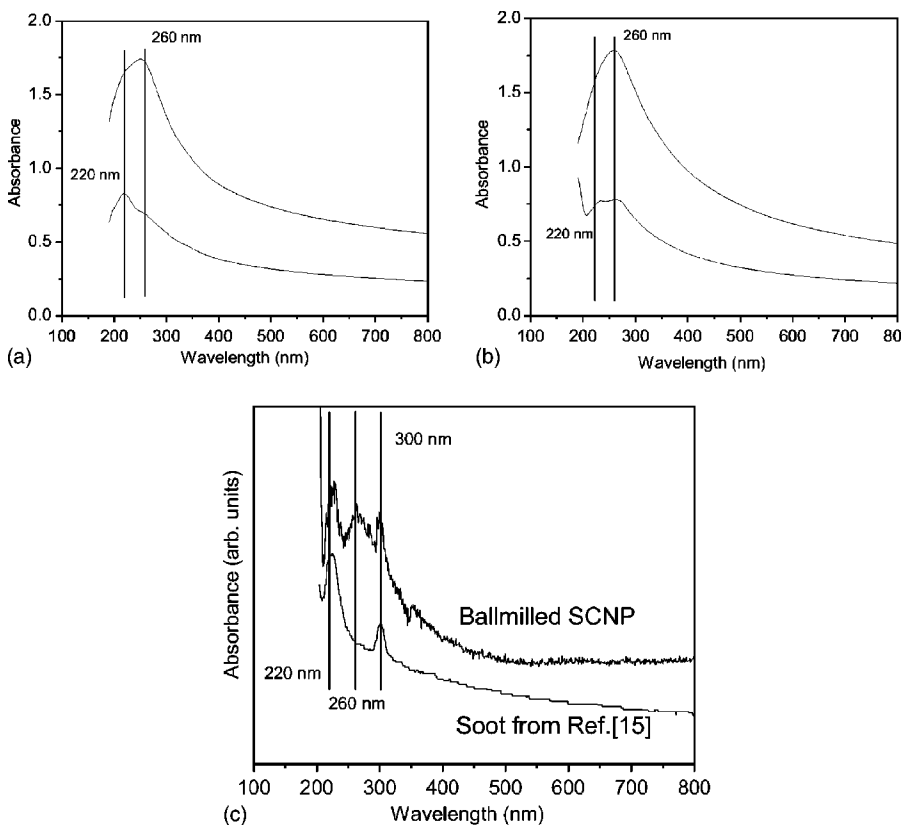 2.0
260 nm
1.5
Absorbance
1.0
220 nm
0.5
0.0
100 200 300 400 500 600 700 800
Wavelength (nm)
(a)
2.0
260 nm
1.5
Absorbance
1.0
0.5
220 nm
0.0
100 200 300 400 500 600 700 800
Wavelength (nm)
(b)
300 nm
Absorbance (arb. units)
Ballmilled SCNP
220 nm
260 nm
Soot from Ref.[15]
100 200 300 400 500 600 700 800
Wavelength (nm)
(c)